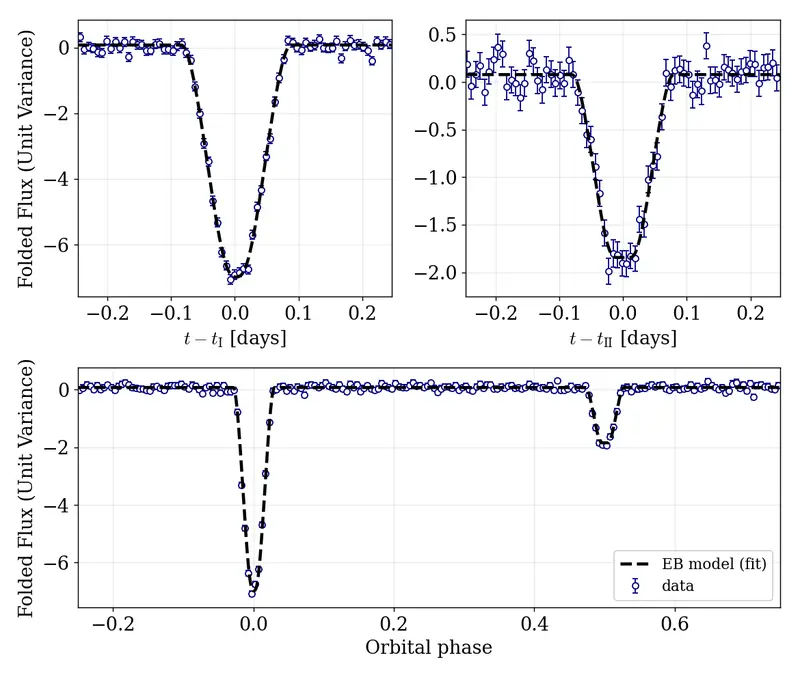 Folded Flux (Unit Variance)
0
−2
−4
−6
−0.2 −0.1 0.0 0.1 0.2
t − tI [days]
0.5
0.0
−0.5
−1.0
−1.5
−2.0
−0.2 −0.1 0.0 0.1 0.2
t − tII [days]
Folded Flux (Unit Variance)
0
−2
−4
−6
EB model (fit)
data
−0.2 0.0 0.2 0.4 0.6
Orbital phase